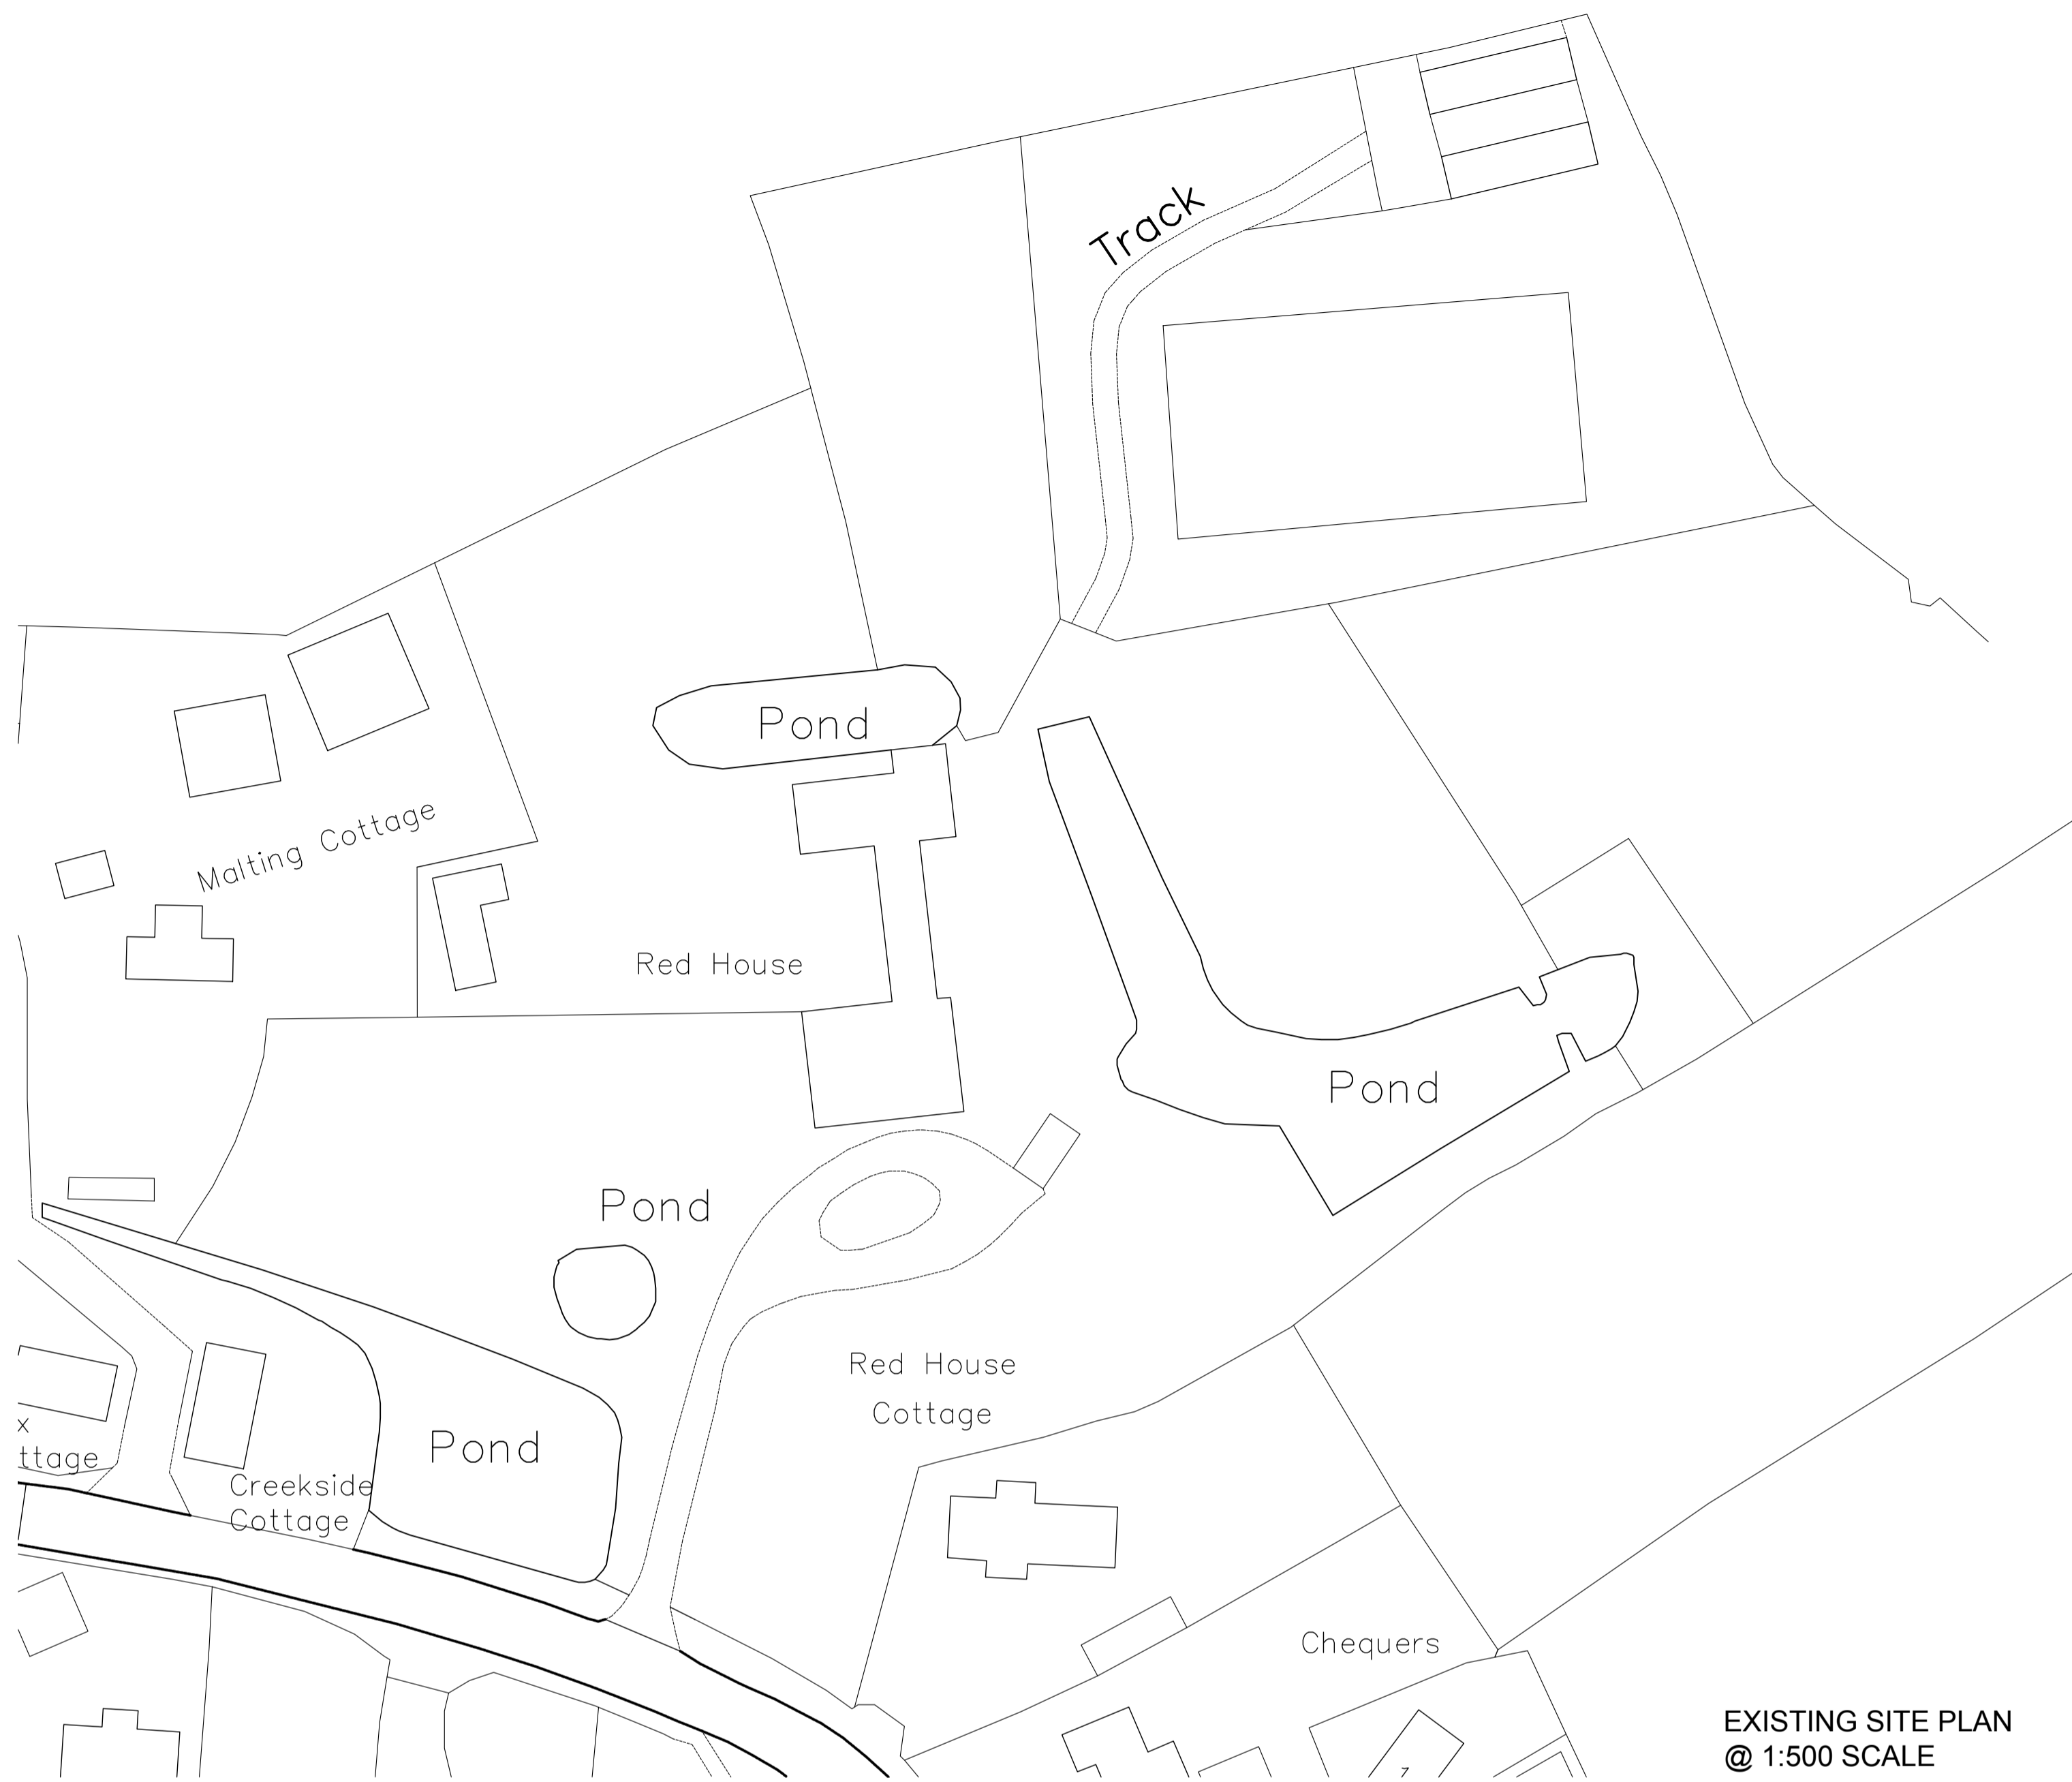 Track
Pond
Malting Cottage
Red House
Pond
Pond
Red House
Cottage
x
ttage
Pond
Creekside
Cottage
Chequers
EXISTING SITE PLAN
@ 1:500 SCALE